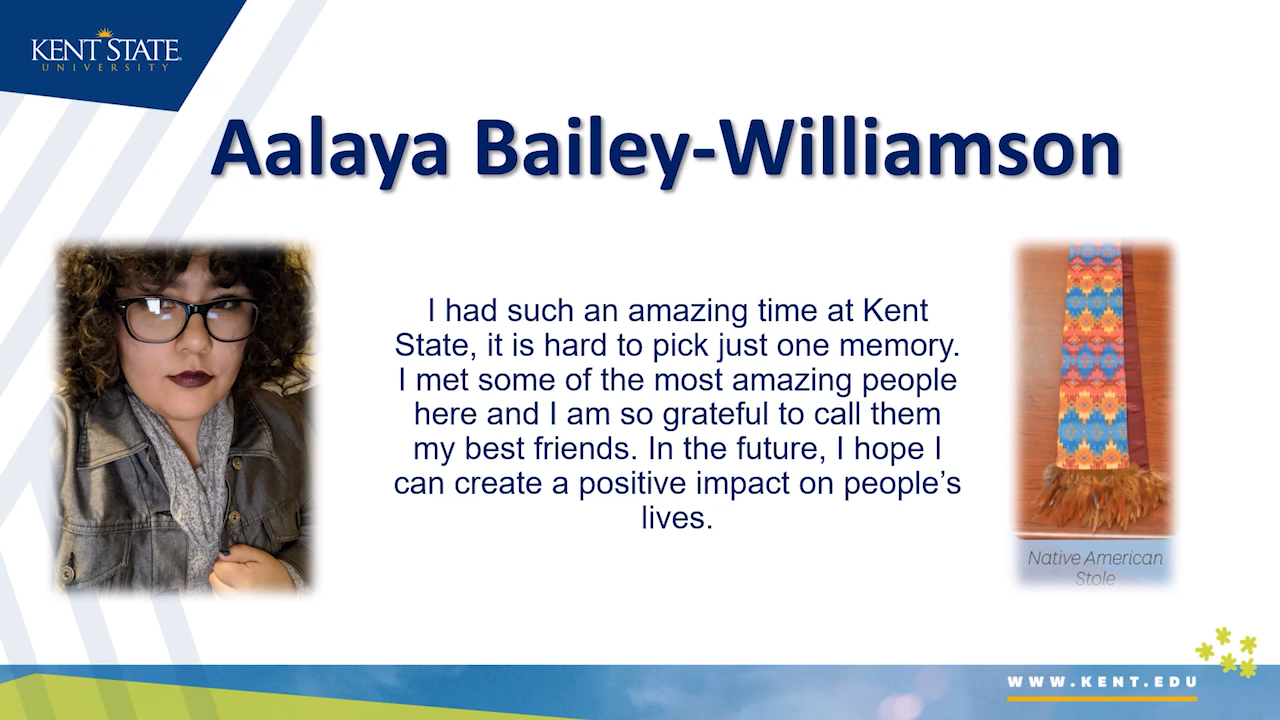 KENT STATE
UNIVERSITY
Aalaya Bailey-Williamson
I had such an amazing time at Kent
State, it is hard to pick just one memory.
I met some of the most amazing people
here and I am so grateful to call them
my best friends. In the future, I hope I
can create a positive impact on people’s
lives.
Native American
Stole
WWW.KENT.EDU